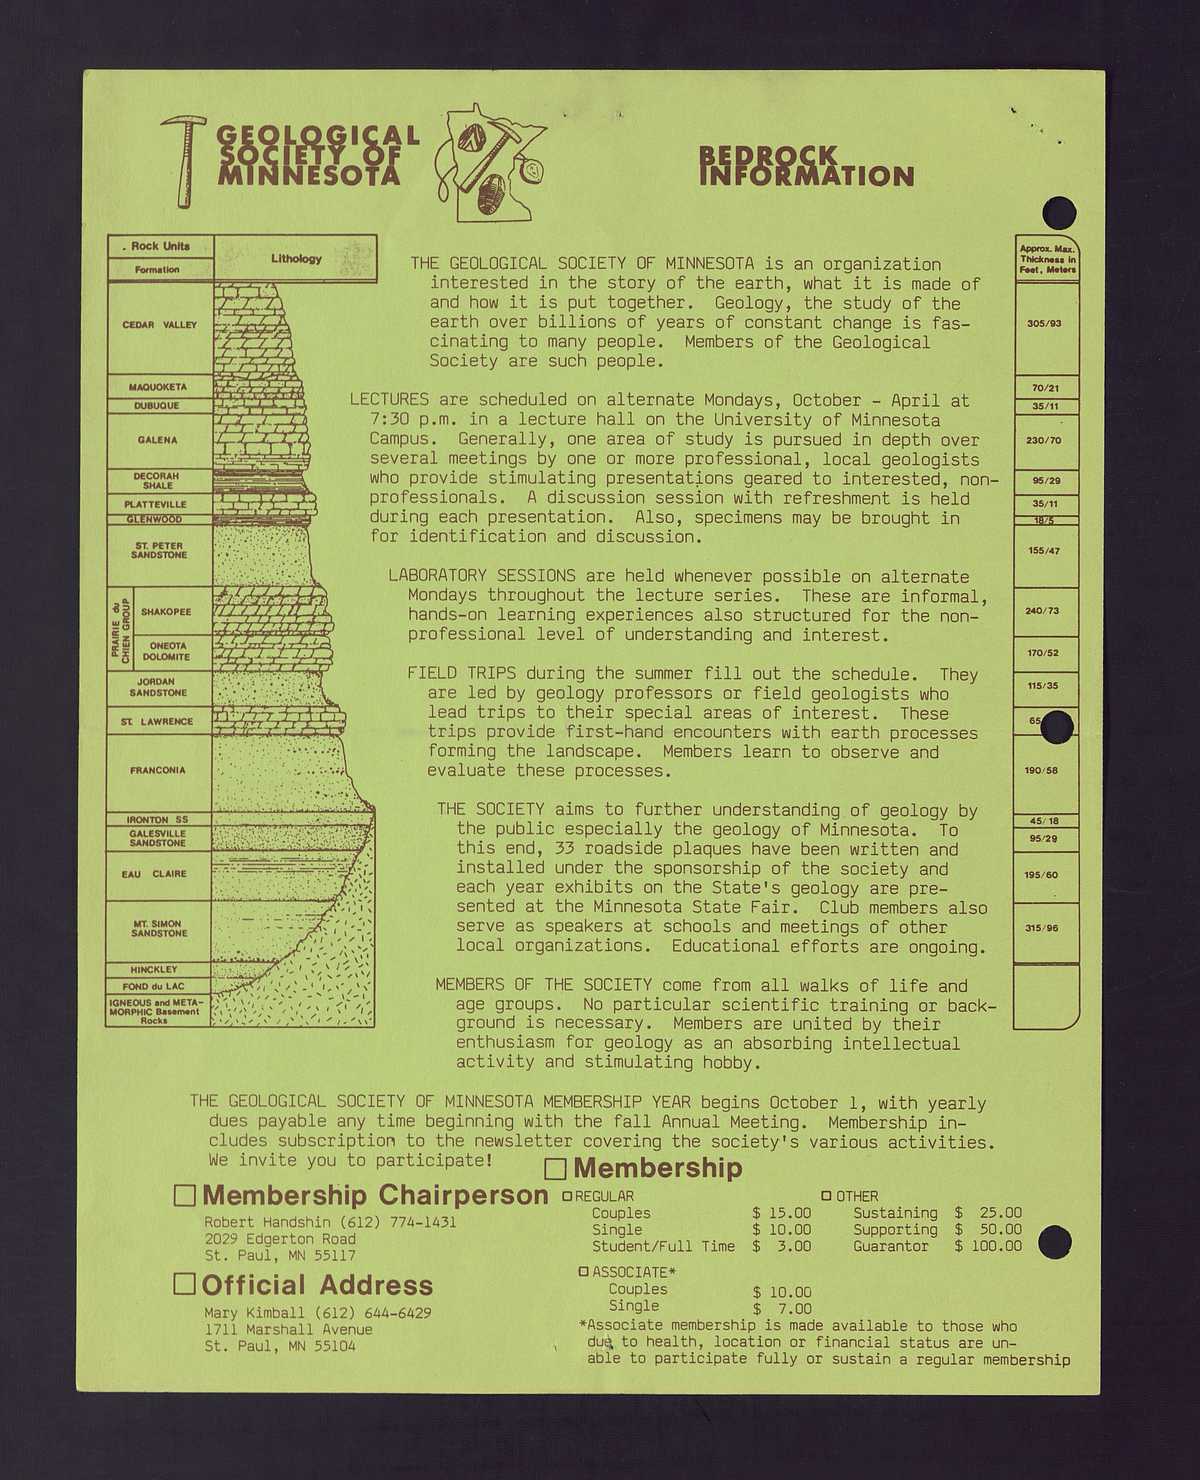 GEOLOGICAL
SOCIETY OF
MINNESOTA
BEDROCK
INFORMATION
. Rock Units
Formation
Lithology
CEDAR VALLEY
MAQUOKETA
DUBUQUE
GALENA
DECORAH
SHALE
PLATTEVILLE
GLENWOOD
ST. PETER
SANDSTONE
PRAIRIE du
CHIEN GROUP
SHAKOPEE
ONEOTA
DOLOMITE
JORDAN
SANDSTONE
ST. LAWRENCE
FRANCONIA
IRONTON SS
GALESVILLE
SANDSTONE
EAU CLAIRE
MT. SIMON
SANDSTONE
HINCKLEY
FOND du LAC
IGNEOUS and META-
MORPHIC Basement
Rocks
THE GEOLOGICAL SOCIETY OF MINNESOTA is an organization
interested in the story of the earth, what it is made of
and how it is put together. Geology, the study of the
earth over billions of years of constant change is fas-
cinating to many people. Members of the Geological
Society are such people.
LECTURES are scheduled on alternate Mondays, October - April at
7:30 p.m. in a lecture hall on the University of Minnesota
Campus. Generally, one area of study is pursued in depth over
several meetings by one or more professional, local geologists
who provide stimulating presentations geared to interested, non-
professionals. A discussion session with refreshment is held
during each presentation. Also, specimens may be brought in
for identification and discussion.
LABORATORY SESSIONS are held whenever possible on alternate
Mondays throughout the lecture series. These are informal,
hands-on learning experiences also structured for the non-
professional level of understanding and interest.
FIELD TRIPS during the summer fill out the schedule. They
are led by geology professors or field geologists who
lead trips to their special areas of interest. These
trips provide first-hand encounters with earth processes
forming the landscape. Members learn to observe and
evaluate these processes.
THE SOCIETY aims to further understanding of geology by
the public especially the geology of Minnesota. To
this end, 33 roadside plaques have been written and
installed under the sponsorship of the society and
each year exhibits on the State's geology are pre-
sented at the Minnesota State Fair. Club members also
serve as speakers at schools and meetings of other
local organizations. Educational efforts are ongoing.
MEMBERS OF THE SOCIETY come from all walks of life and
age groups. No particular scientific training or back-
ground is necessary. Members are united by their
enthusiasm for geology as an absorbing intellectual
activity and stimulating hobby.
Approx. Max.
Thickness in
Feet, Meters
305/93
70/21
35/11
230/70
95/29
35/11
18/5
155/47
240/73
170/52
115/35
65
190/58
45/18
95/29
195/60
315/96
THE GEOLOGICAL SOCIETY OF MINNESOTA MEMBERSHIP YEAR begins October 1, with yearly
dues payable any time beginning with the fall Annual Meeting. Membership in-
cludes subscription to the newsletter covering the society's various activities.
We invite you to participate!
Membership Chairperson
Robert Handshin (612) 774-1431
2029 Edgerton Road
St. Paul, MN 55117
Official Address
Mary Kimball (612) 644-6429
1711 Marshall Avenue
St. Paul, MN 55104
Membership
REGULAR
Couples $ 15.00
Single $ 10.00
Student/Full Time $ 3.00
OTHER
Sustaining $ 25.00
Supporting $ 50.00
Guarantor $ 100.00
ASSOCIATE*
Couples $ 10.00
Single $ 7.00
*Associate membership is made available to those who
due to health, location or financial status are un-
able to participate fully or sustain a regular membership